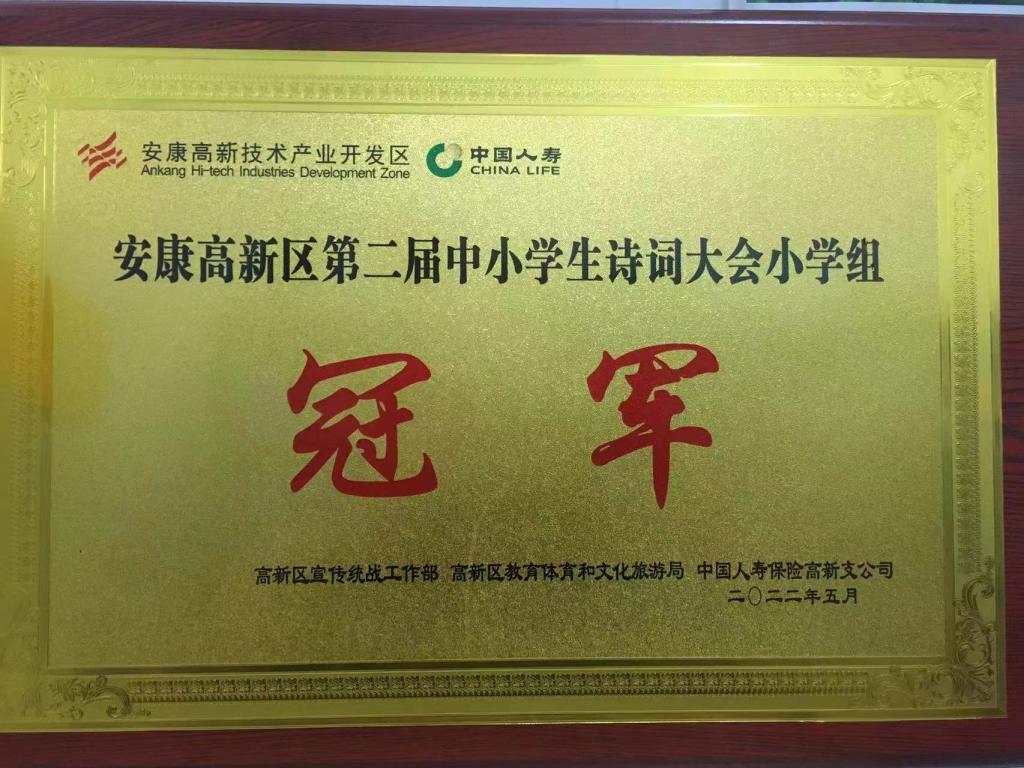 安康高新技术产业开发区 中国人寿
Ankang Hi-tech Industries Development Zone CHINA LIFE
安康高新区第二届中小学生诗词大会小学组
冠军
高新区宣传统战工作部 高新区教育体育和文化旅游局 中国人寿保险高新支公司
二〇二二年五月